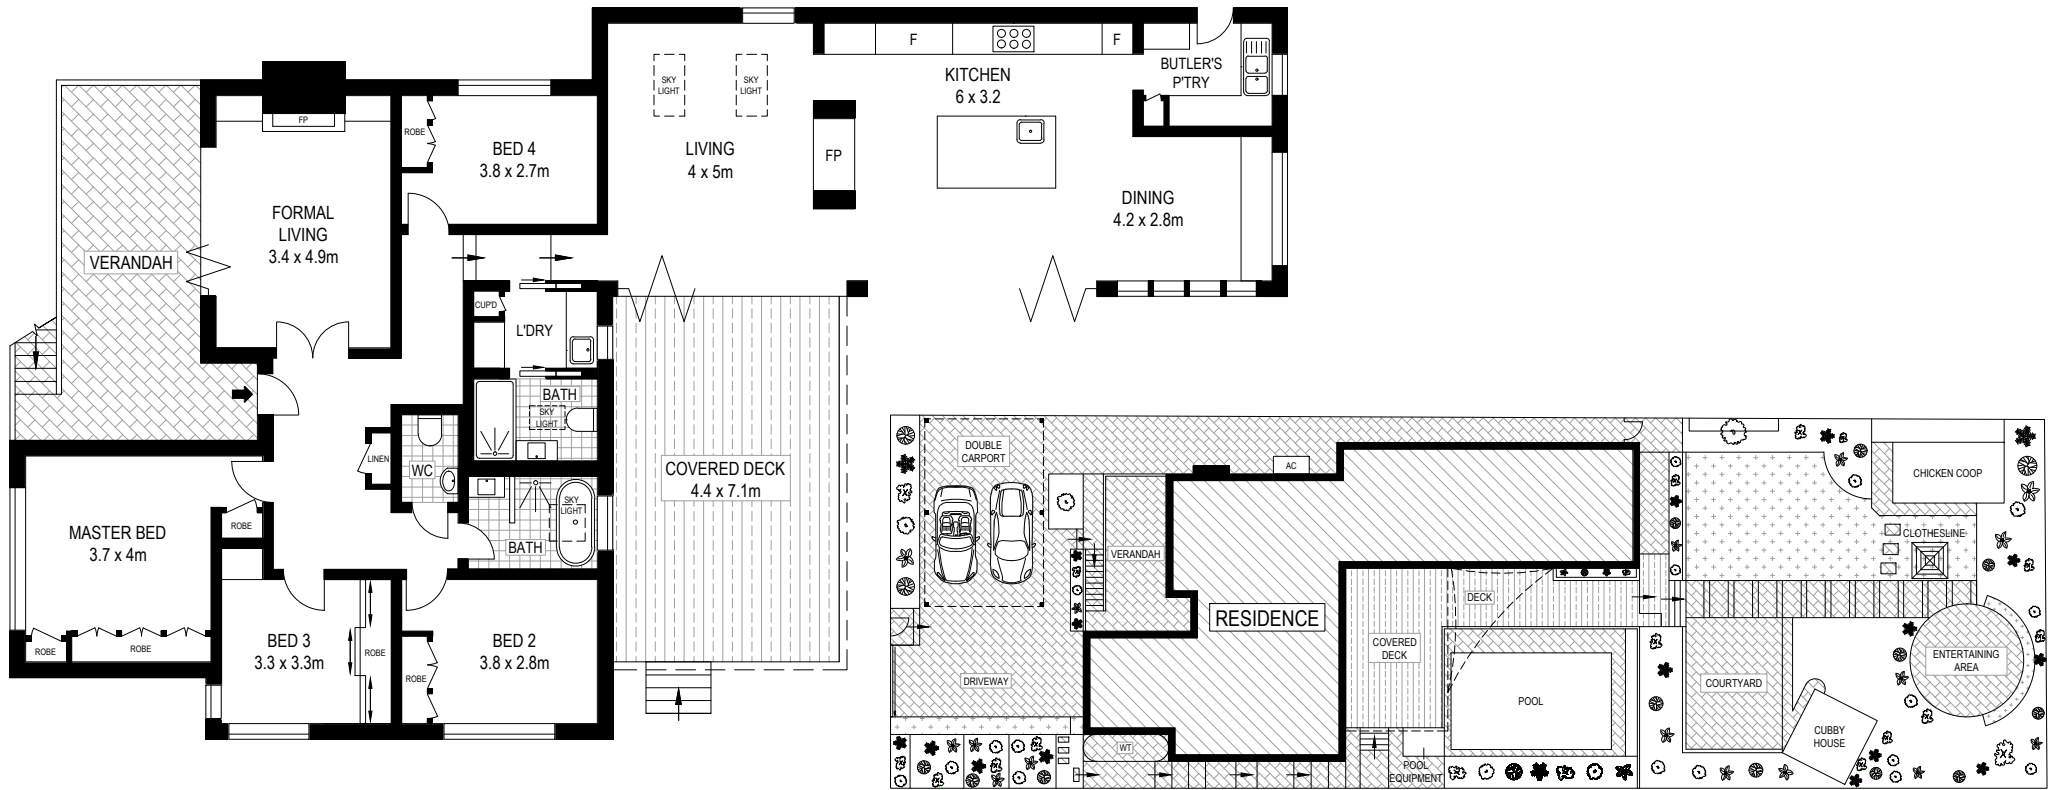 F
F
KITCHEN
6 x 3.2
BUTLER'S
P'TRY
SKY
LIGHT
SKY
LIGHT
LIVING
4 x 5m
FP
DINING
4.2 x 2.8m
FP
ROBE
BED 4
3.8 x 2.7m
FORMAL
LIVING
3.4 x 4.9m
VERANDAH
CUP'D
L'DRY
BATH
SKY
LIGHT
LINEN
WC
SKY
LIGHT
BATH
COVERED DECK
4.4 x 7.1m
MASTER BED
3.7 x 4m
ROBE
ROBE
ROBE
BED 3
3.3 x 3.3m
ROBE
BED 2
3.8 x 2.8m
ROBE
DOUBLE
CARPORT
AC
VERANDAH
RESIDENCE
DRIVEWAY
WT
COVERED
DECK
DECK
POOL
POOL
EQUIPMENT
CHICKEN COOP
CLOTHESLINE
ENTERTAINING
AREA
COURTYARD
CUBBY
HOUSE